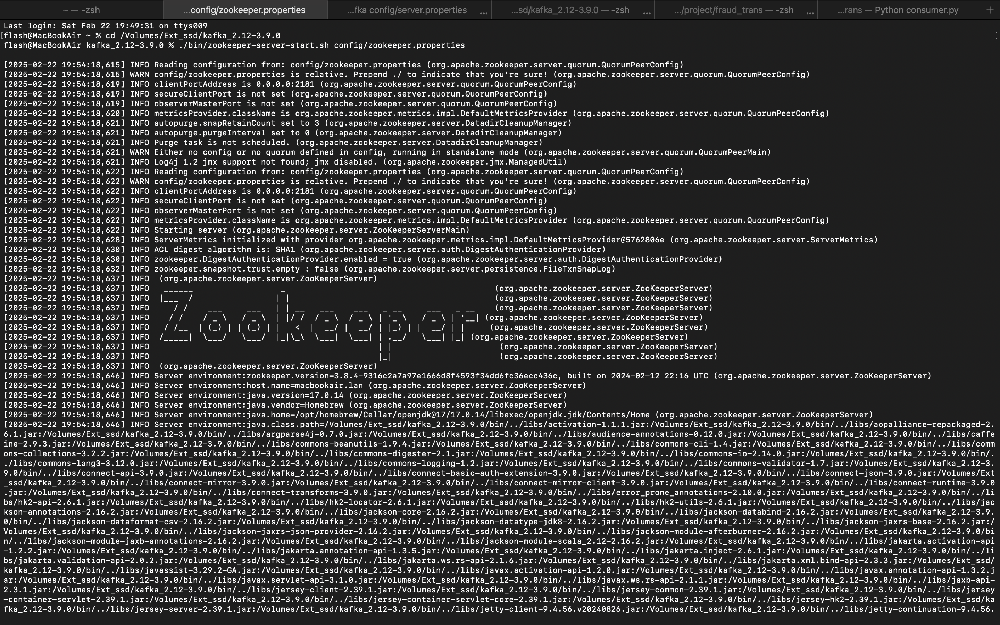 ~ — -zsh
...config/zookeeper.properties
...fka config/server.properties ...
...sd/kafka_2.12-3.9.0 — -zsh ...
.../project/fraud_trans — -zsh ...
...rans — Python consumer.py
+
Last login: Sat Feb 22 19:49:31 on ttys009
[flash@MacBookAir ~ % cd /Volumes/Ext_ssd/kafka_2.12-3.9.0 ]
flash@MacBookAir kafka_2.12-3.9.0 % ./bin/zookeeper-server-start.sh config/zookeeper.properties
[2025-02-22 19:54:18,615] INFO Reading configuration from: config/zookeeper.properties (org.apache.zookeeper.server.quorum.QuorumPeerConfig)
[2025-02-22 19:54:18,615] WARN config/zookeeper.properties is relative. Prepend ./ to indicate that you're sure! (org.apache.zookeeper.server.quorum.QuorumPeerConfig)
[2025-02-22 19:54:18,619] INFO clientPortAddress is 0.0.0.0:2181 (org.apache.zookeeper.server.quorum.QuorumPeerConfig)
[2025-02-22 19:54:18,619] INFO secureClientPort is not set (org.apache.zookeeper.server.quorum.QuorumPeerConfig)
[2025-02-22 19:54:18,619] INFO observerMasterPort is not set (org.apache.zookeeper.server.quorum.QuorumPeerConfig)
[2025-02-22 19:54:18,620] INFO metricsProvider.className is org.apache.zookeeper.metrics.impl.DefaultMetricsProvider (org.apache.zookeeper.server.quorum.QuorumPeerConfig)
[2025-02-22 19:54:18,621] INFO autopurge.snapRetainCount set to 3 (org.apache.zookeeper.server.DatadirCleanupManager)
[2025-02-22 19:54:18,621] INFO autopurge.purgeInterval set to 0 (org.apache.zookeeper.server.DatadirCleanupManager)
[2025-02-22 19:54:18,621] INFO Purge task is not scheduled. (org.apache.zookeeper.server.DatadirCleanupManager)
[2025-02-22 19:54:18,621] WARN Either no config or no quorum defined in config, running in standalone mode (org.apache.zookeeper.server.quorum.QuorumPeerMain)
[2025-02-22 19:54:18,621] INFO Log4j 1.2 jmx support not found; jmx disabled. (org.apache.zookeeper.jmx.ManagedUtil)
[2025-02-22 19:54:18,622] INFO Reading configuration from: config/zookeeper.properties (org.apache.zookeeper.server.quorum.QuorumPeerConfig)
[2025-02-22 19:54:18,622] WARN config/zookeeper.properties is relative. Prepend ./ to indicate that you're sure! (org.apache.zookeeper.server.quorum.QuorumPeerConfig)
[2025-02-22 19:54:18,622] INFO clientPortAddress is 0.0.0.0:2181 (org.apache.zookeeper.server.quorum.QuorumPeerConfig)
[2025-02-22 19:54:18,622] INFO secureClientPort is not set (org.apache.zookeeper.server.quorum.QuorumPeerConfig)
[2025-02-22 19:54:18,622] INFO observerMasterPort is not set (org.apache.zookeeper.server.quorum.QuorumPeerConfig)
[2025-02-22 19:54:18,622] INFO metricsProvider.className is org.apache.zookeeper.metrics.impl.DefaultMetricsProvider (org.apache.zookeeper.server.quorum.QuorumPeerConfig)
[2025-02-22 19:54:18,622] INFO Starting server (org.apache.zookeeper.server.ZooKeeperServerMain)
[2025-02-22 19:54:18,628] INFO ServerMetrics initialized with provider org.apache.zookeeper.metrics.impl.DefaultMetricsProvider@5762806e (org.apache.zookeeper.server.ServerMetrics)
[2025-02-22 19:54:18,630] INFO ACL digest algorithm is: SHA1 (org.apache.zookeeper.server.auth.DigestAuthenticationProvider)
[2025-02-22 19:54:18,630] INFO zookeeper.DigestAuthenticationProvider.enabled = true (org.apache.zookeeper.server.auth.DigestAuthenticationProvider)
[2025-02-22 19:54:18,632] INFO zookeeper.snapshot.trust.empty : false (org.apache.zookeeper.server.persistence.FileTxnSnapLog)
[2025-02-22 19:54:18,637] INFO  (org.apache.zookeeper.server.ZooKeeperServer)
[2025-02-22 19:54:18,637] INFO   ______                  _                                           (org.apache.zookeeper.server.ZooKeeperServer)
[2025-02-22 19:54:18,637] INFO  |___  /                 | |                                          (org.apache.zookeeper.server.ZooKeeperServer)
[2025-02-22 19:54:18,637] INFO     / /    ___     ___   | | __   ___    ___   _ __     ___   _ __    (org.apache.zookeeper.server.ZooKeeperServer)
[2025-02-22 19:54:18,637] INFO    / /    / _ \   / _ \  | |/ /  / _ \  / _ \ | '_ \   / _ \ | '__| (org.apache.zookeeper.server.ZooKeeperServer)
[2025-02-22 19:54:18,637] INFO   / /__  | (_) | | (_) | |   <  |  __/ |  __/ | |_) | |  __/ | |     (org.apache.zookeeper.server.ZooKeeperServer)
[2025-02-22 19:54:18,637] INFO  /_____|  \___/   \___/  |_|\_\  \___|  \___| | .__/   \___| |_| (org.apache.zookeeper.server.ZooKeeperServer)
[2025-02-22 19:54:18,637] INFO                                               | |                      (org.apache.zookeeper.server.ZooKeeperServer)
[2025-02-22 19:54:18,637] INFO                                               |_|                      (org.apache.zookeeper.server.ZooKeeperServer)
[2025-02-22 19:54:18,637] INFO  (org.apache.zookeeper.server.ZooKeeperServer)
[2025-02-22 19:54:18,646] INFO Server environment:zookeeper.version=3.8.4-9316c2a7a97e1666d8f4593f34dd6fc36ecc436c, built on 2024-02-12 22:16 UTC (org.apache.zookeeper.server.ZooKeeperServer)
[2025-02-22 19:54:18,646] INFO Server environment:host.name=macbookair.lan (org.apache.zookeeper.server.ZooKeeperServer)
[2025-02-22 19:54:18,646] INFO Server environment:java.version=17.0.14 (org.apache.zookeeper.server.ZooKeeperServer)
[2025-02-22 19:54:18,646] INFO Server environment:java.vendor=Homebrew (org.apache.zookeeper.server.ZooKeeperServer)
[2025-02-22 19:54:18,646] INFO Server environment:java.home=/opt/homebrew/Cellar/openjdk@17/17.0.14/libexec/openjdk.jdk/Contents/Home (org.apache.zookeeper.server.ZooKeeperServer)
[2025-02-22 19:54:18,646] INFO Server environment:java.class.path=/Volumes/Ext_ssd/kafka_2.12-3.9.0/bin/../libs/activation-1.1.1.jar:/Volumes/Ext_ssd/kafka_2.12-3.9.0/bin/../libs/aopalliance-repackaged-2.
6.1.jar:/Volumes/Ext_ssd/kafka_2.12-3.9.0/bin/../libs/argparse4j-0.7.0.jar:/Volumes/Ext_ssd/kafka_2.12-3.9.0/bin/../libs/audience-annotations-0.12.0.jar:/Volumes/Ext_ssd/kafka_2.12-3.9.0/bin/../libs/caffe
ine-2.9.3.jar:/Volumes/Ext_ssd/kafka_2.12-3.9.0/bin/../libs/commons-beanutils-1.9.4.jar:/Volumes/Ext_ssd/kafka_2.12-3.9.0/bin/../libs/commons-cli-1.4.jar:/Volumes/Ext_ssd/kafka_2.12-3.9.0/bin/../libs/comm
ons-collections-3.2.2.jar:/Volumes/Ext_ssd/kafka_2.12-3.9.0/bin/../libs/commons-digester-2.1.jar:/Volumes/Ext_ssd/kafka_2.12-3.9.0/bin/../libs/commons-io-2.14.0.jar:/Volumes/Ext_ssd/kafka_2.12-3.9.0/bin/.
./libs/commons-lang3-3.12.0.jar:/Volumes/Ext_ssd/kafka_2.12-3.9.0/bin/../libs/commons-logging-1.2.jar:/Volumes/Ext_ssd/kafka_2.12-3.9.0/bin/../libs/commons-validator-1.7.jar:/Volumes/Ext_ssd/kafka_2.12-3.
9.0/bin/../libs/connect-api-3.9.0.jar:/Volumes/Ext_ssd/kafka_2.12-3.9.0/bin/../libs/connect-basic-auth-extension-3.9.0.jar:/Volumes/Ext_ssd/kafka_2.12-3.9.0/bin/../libs/connect-json-3.9.0.jar:/Volumes/Ext
_ssd/kafka_2.12-3.9.0/bin/../libs/connect-mirror-3.9.0.jar:/Volumes/Ext_ssd/kafka_2.12-3.9.0/bin/../libs/connect-mirror-client-3.9.0.jar:/Volumes/Ext_ssd/kafka_2.12-3.9.0/bin/../libs/connect-runtime-3.9.0
.jar:/Volumes/Ext_ssd/kafka_2.12-3.9.0/bin/../libs/connect-transforms-3.9.0.jar:/Volumes/Ext_ssd/kafka_2.12-3.9.0/bin/../libs/error_prone_annotations-2.10.0.jar:/Volumes/Ext_ssd/kafka_2.12-3.9.0/bin/../li
bs/hk2-api-2.6.1.jar:/Volumes/Ext_ssd/kafka_2.12-3.9.0/bin/../libs/hk2-locator-2.6.1.jar:/Volumes/Ext_ssd/kafka_2.12-3.9.0/bin/../libs/hk2-utils-2.6.1.jar:/Volumes/Ext_ssd/kafka_2.12-3.9.0/bin/../libs/jac
kson-annotations-2.16.2.jar:/Volumes/Ext_ssd/kafka_2.12-3.9.0/bin/../libs/jackson-core-2.16.2.jar:/Volumes/Ext_ssd/kafka_2.12-3.9.0/bin/../libs/jackson-databind-2.16.2.jar:/Volumes/Ext_ssd/kafka_2.12-3.9.
0/bin/../libs/jackson-dataformat-csv-2.16.2.jar:/Volumes/Ext_ssd/kafka_2.12-3.9.0/bin/../libs/jackson-datatype-jdk8-2.16.2.jar:/Volumes/Ext_ssd/kafka_2.12-3.9.0/bin/../libs/jackson-jaxrs-base-2.16.2.jar:/
Volumes/Ext_ssd/kafka_2.12-3.9.0/bin/../libs/jackson-jaxrs-json-provider-2.16.2.jar:/Volumes/Ext_ssd/kafka_2.12-3.9.0/bin/../libs/jackson-module-afterburner-2.16.2.jar:/Volumes/Ext_ssd/kafka_2.12-3.9.0/bi
n/../libs/jackson-module-jaxb-annotations-2.16.2.jar:/Volumes/Ext_ssd/kafka_2.12-3.9.0/bin/../libs/jackson-module-scala_2.12-2.16.2.jar:/Volumes/Ext_ssd/kafka_2.12-3.9.0/bin/../libs/jakarta.activation-api
-1.2.2.jar:/Volumes/Ext_ssd/kafka_2.12-3.9.0/bin/../libs/jakarta.annotation-api-1.3.5.jar:/Volumes/Ext_ssd/kafka_2.12-3.9.0/bin/../libs/jakarta.inject-2.6.1.jar:/Volumes/Ext_ssd/kafka_2.12-3.9.0/bin/../li
bs/jakarta.validation-api-2.0.2.jar:/Volumes/Ext_ssd/kafka_2.12-3.9.0/bin/../libs/jakarta.ws.rs-api-2.1.6.jar:/Volumes/Ext_ssd/kafka_2.12-3.9.0/bin/../libs/jakarta.xml.bind-api-2.3.3.jar:/Volumes/Ext_ssd/
kafka_2.12-3.9.0/bin/../libs/javassist-3.29.2-GA.jar:/Volumes/Ext_ssd/kafka_2.12-3.9.0/bin/../libs/javax.activation-api-1.2.0.jar:/Volumes/Ext_ssd/kafka_2.12-3.9.0/bin/../libs/javax.annotation-api-1.3.2.j
ar:/Volumes/Ext_ssd/kafka_2.12-3.9.0/bin/../libs/javax.servlet-api-3.1.0.jar:/Volumes/Ext_ssd/kafka_2.12-3.9.0/bin/../libs/javax.ws.rs-api-2.1.1.jar:/Volumes/Ext_ssd/kafka_2.12-3.9.0/bin/../libs/jaxb-api-
2.3.1.jar:/Volumes/Ext_ssd/kafka_2.12-3.9.0/bin/../libs/jersey-client-2.39.1.jar:/Volumes/Ext_ssd/kafka_2.12-3.9.0/bin/../libs/jersey-common-2.39.1.jar:/Volumes/Ext_ssd/kafka_2.12-3.9.0/bin/../libs/jersey
-container-servlet-2.39.1.jar:/Volumes/Ext_ssd/kafka_2.12-3.9.0/bin/../libs/jersey-container-servlet-core-2.39.1.jar:/Volumes/Ext_ssd/kafka_2.12-3.9.0/bin/../libs/jersey-hk2-2.39.1.jar:/Volumes/Ext_ssd/ka
fka_2.12-3.9.0/bin/../libs/jersey-server-2.39.1.jar:/Volumes/Ext_ssd/kafka_2.12-3.9.0/bin/../libs/jetty-client-9.4.56.v20240826.jar:/Volumes/Ext_ssd/kafka_2.12-3.9.0/bin/../libs/jetty-continuation-9.4.56.